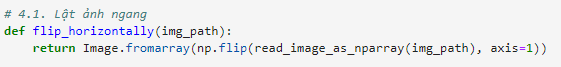 # 4.1. Lật ảnh ngang
def flip_horizontally(img_path):
    return Image.fromarray(np.flip(read_image_as_nparray(img_path), axis=1))